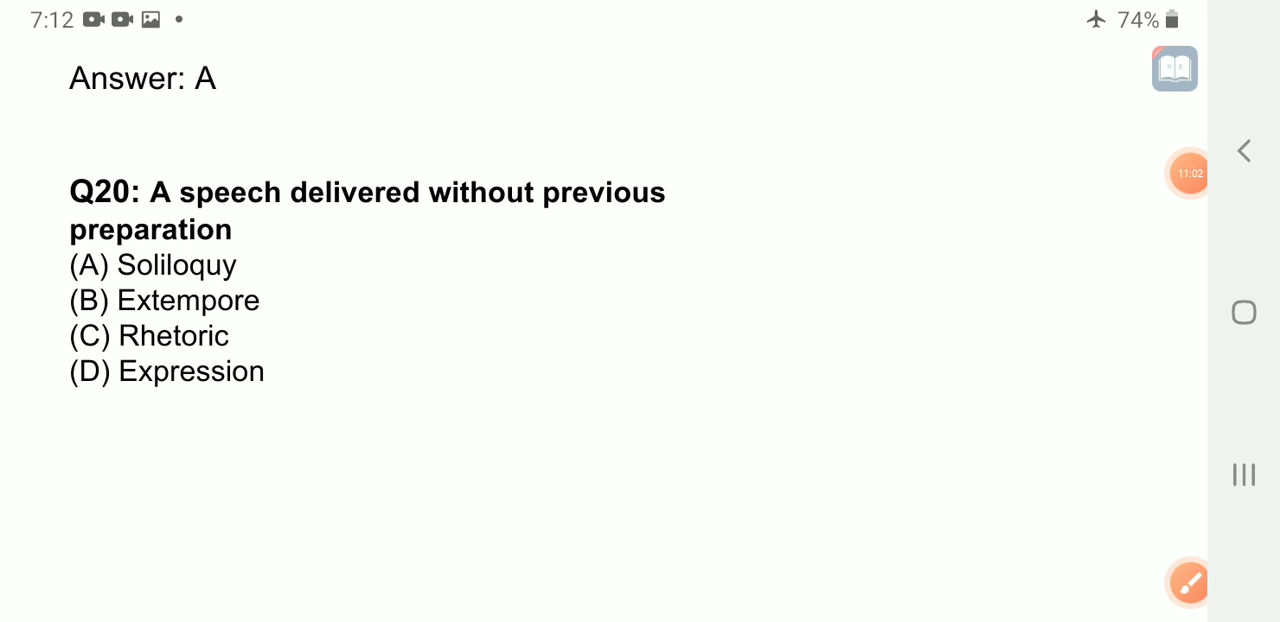 7:12
74%
Answer: A
11:02
Q20: A speech delivered without previous
preparation
(A) Soliloquy
(B) Extempore
(C) Rhetoric
(D) Expression